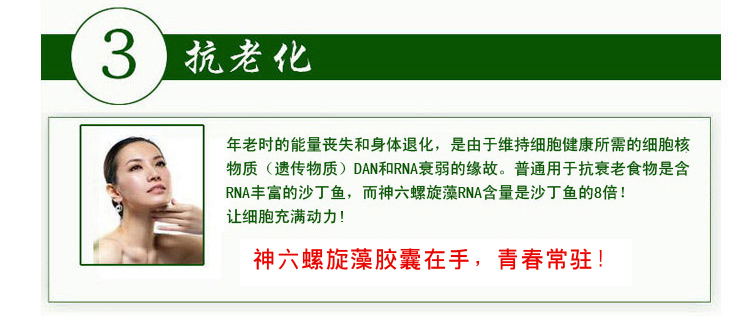 3
抗老化
年老时的能量丧失和身体退化，是由于维持细胞健康所需的细胞核
物质（遗传物质）DAN和RNA衰弱的缘故。普通用于抗衰老食物是含
RNA丰富的沙丁鱼，而神六螺旋藻RNA含量是沙丁鱼的8倍！
让细胞充满动力！
神六螺旋藻胶囊在手，青春常驻！